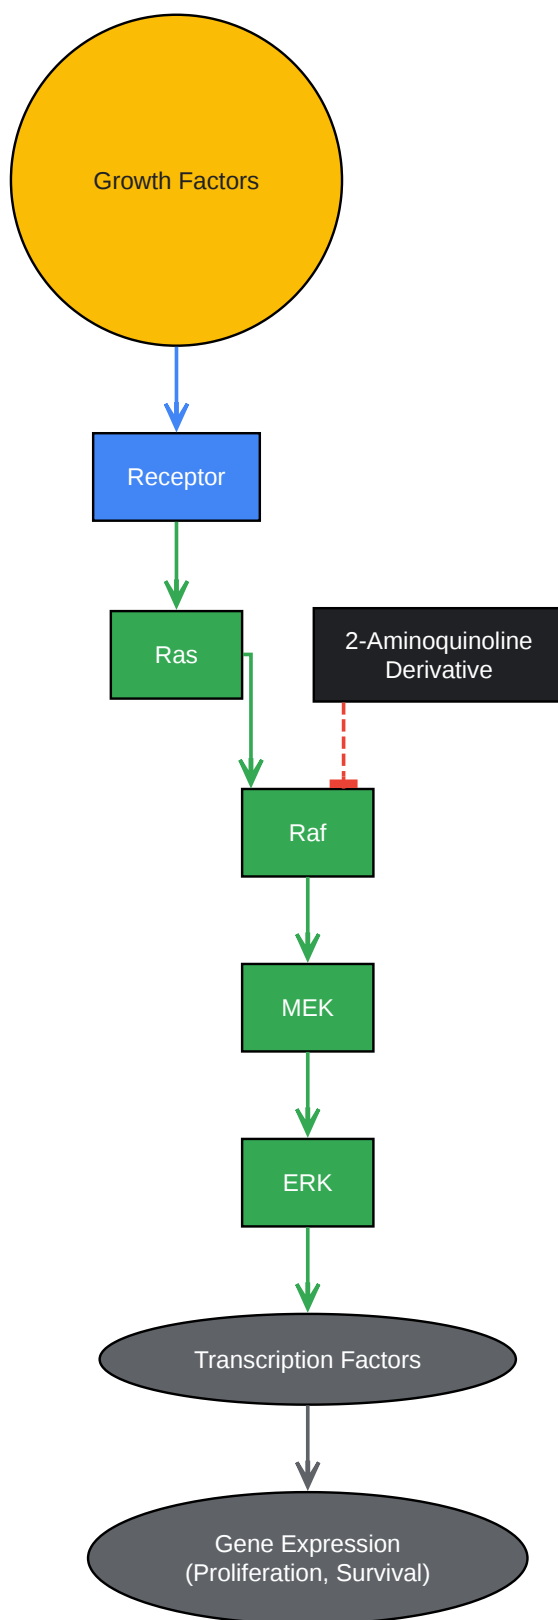 Growth Factors
Receptor
Ras
2-Aminoquinoline
Derivative
Raf
MEK
ERK
Transcription Factors
Gene Expression
(Proliferation, Survival)